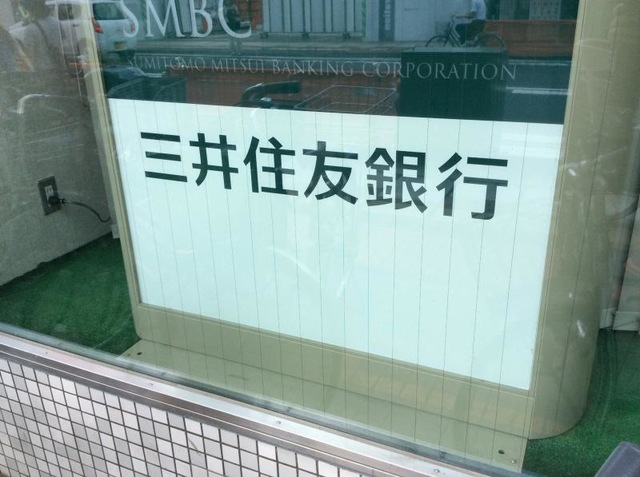 SMBC
SUMITOMO MITSUI BANKING CORPORATION
三井住友銀行